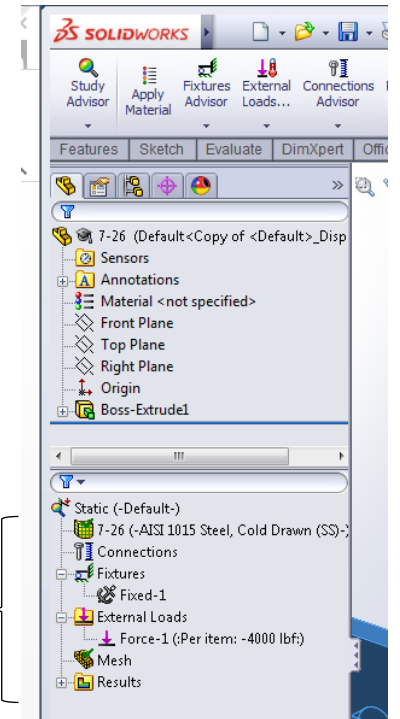 SOLIDWORKS
Study Advisor
Apply Material
Fixtures Advisor
External Loads...
Connections Advisor
Features Sketch Evaluate DimXpert Offi
7-26 (Default<Copy of <Default>_Disp
Sensors
Annotations
Material <not specified>
Front Plane
Top Plane
Right Plane
Origin
Boss-Extrude1
Static (-Default-)
7-26 (-AISI 1015 Steel, Cold Drawn (SS)-)
Connections
Fixtures
Fixed-1
External Loads
Force-1 (:Per item: -4000 lbf:)
Mesh
Results